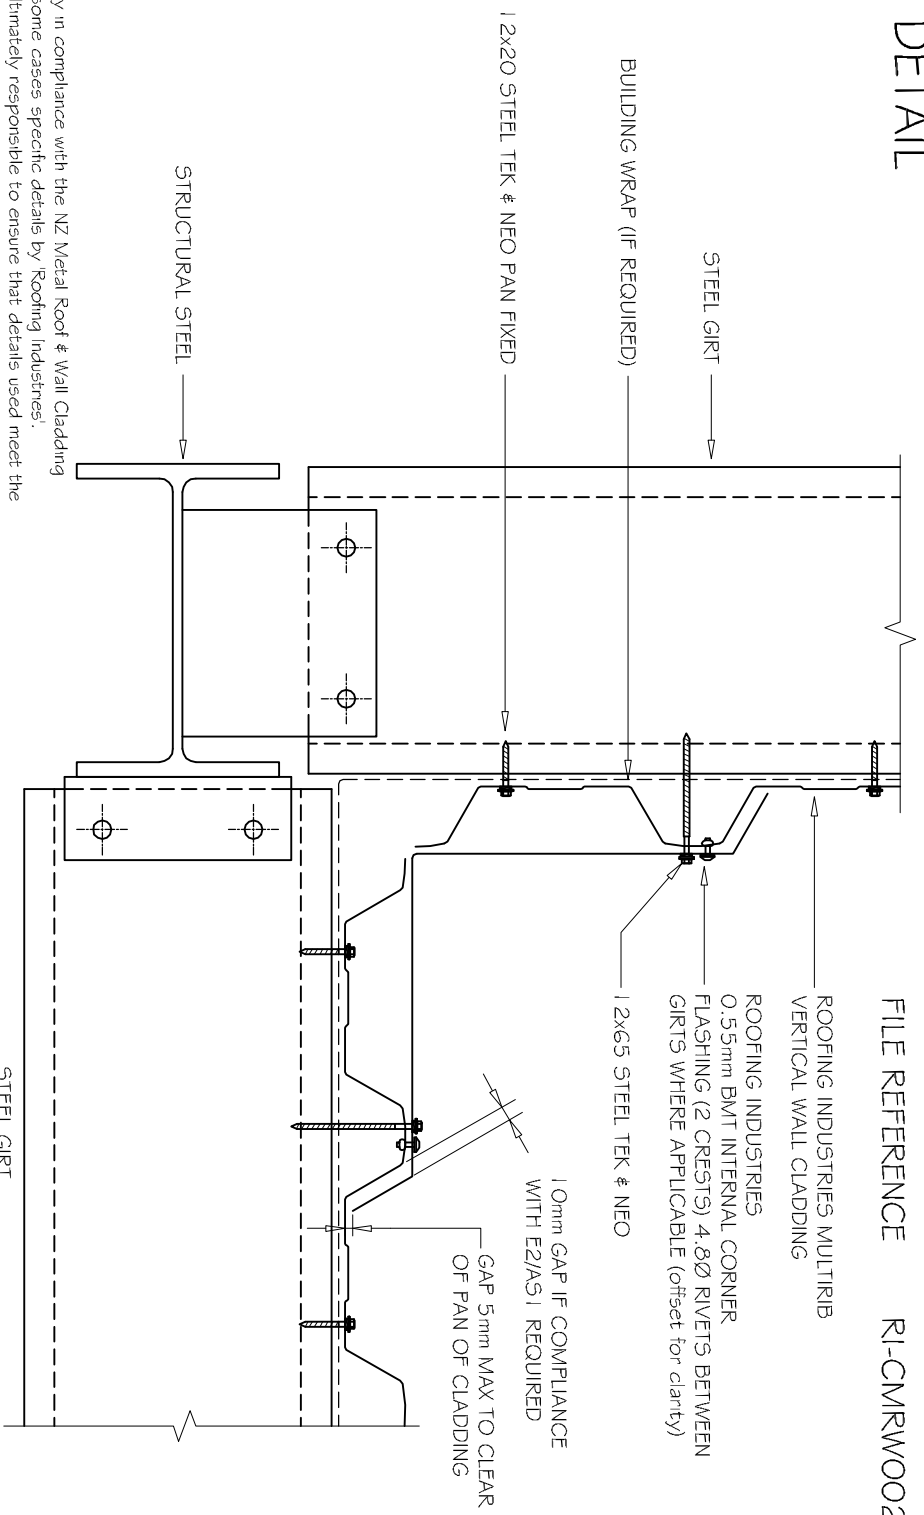 DETAIL
FILE REFERENCE RI-CMRW002
ROOFING INDUSTRIES MULTIRIB
VERTICAL WALL CLADDING
ROOFING INDUSTRIES
0.55mm BMT INTERNAL CORNER
FLASHING (2 CRESTS) 4.8Ø RIVETS BETWEEN
GIRTS WHERE APPLICABLE (offset for clarity)
12x65 STEEL TEK & NEO
10mm GAP IF COMPLIANCE
WITH E2/AS1 REQUIRED
GAP 5mm MAX TO CLEAR
OF PAN OF CLADDING
STEEL GIRT
STEEL GIRT
BUILDING WRAP (IF REQUIRED)
12x20 STEEL TEK & NEO PAN FIXED
STRUCTURAL STEEL
y in compliance with the NZ Metal Roof & Wall Cladding
some cases specific details by 'Roofing Industries'.
ltimately responsible to ensure that details used meet the